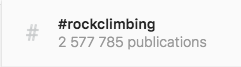 #
#rockclimbing
2 577 785 publications